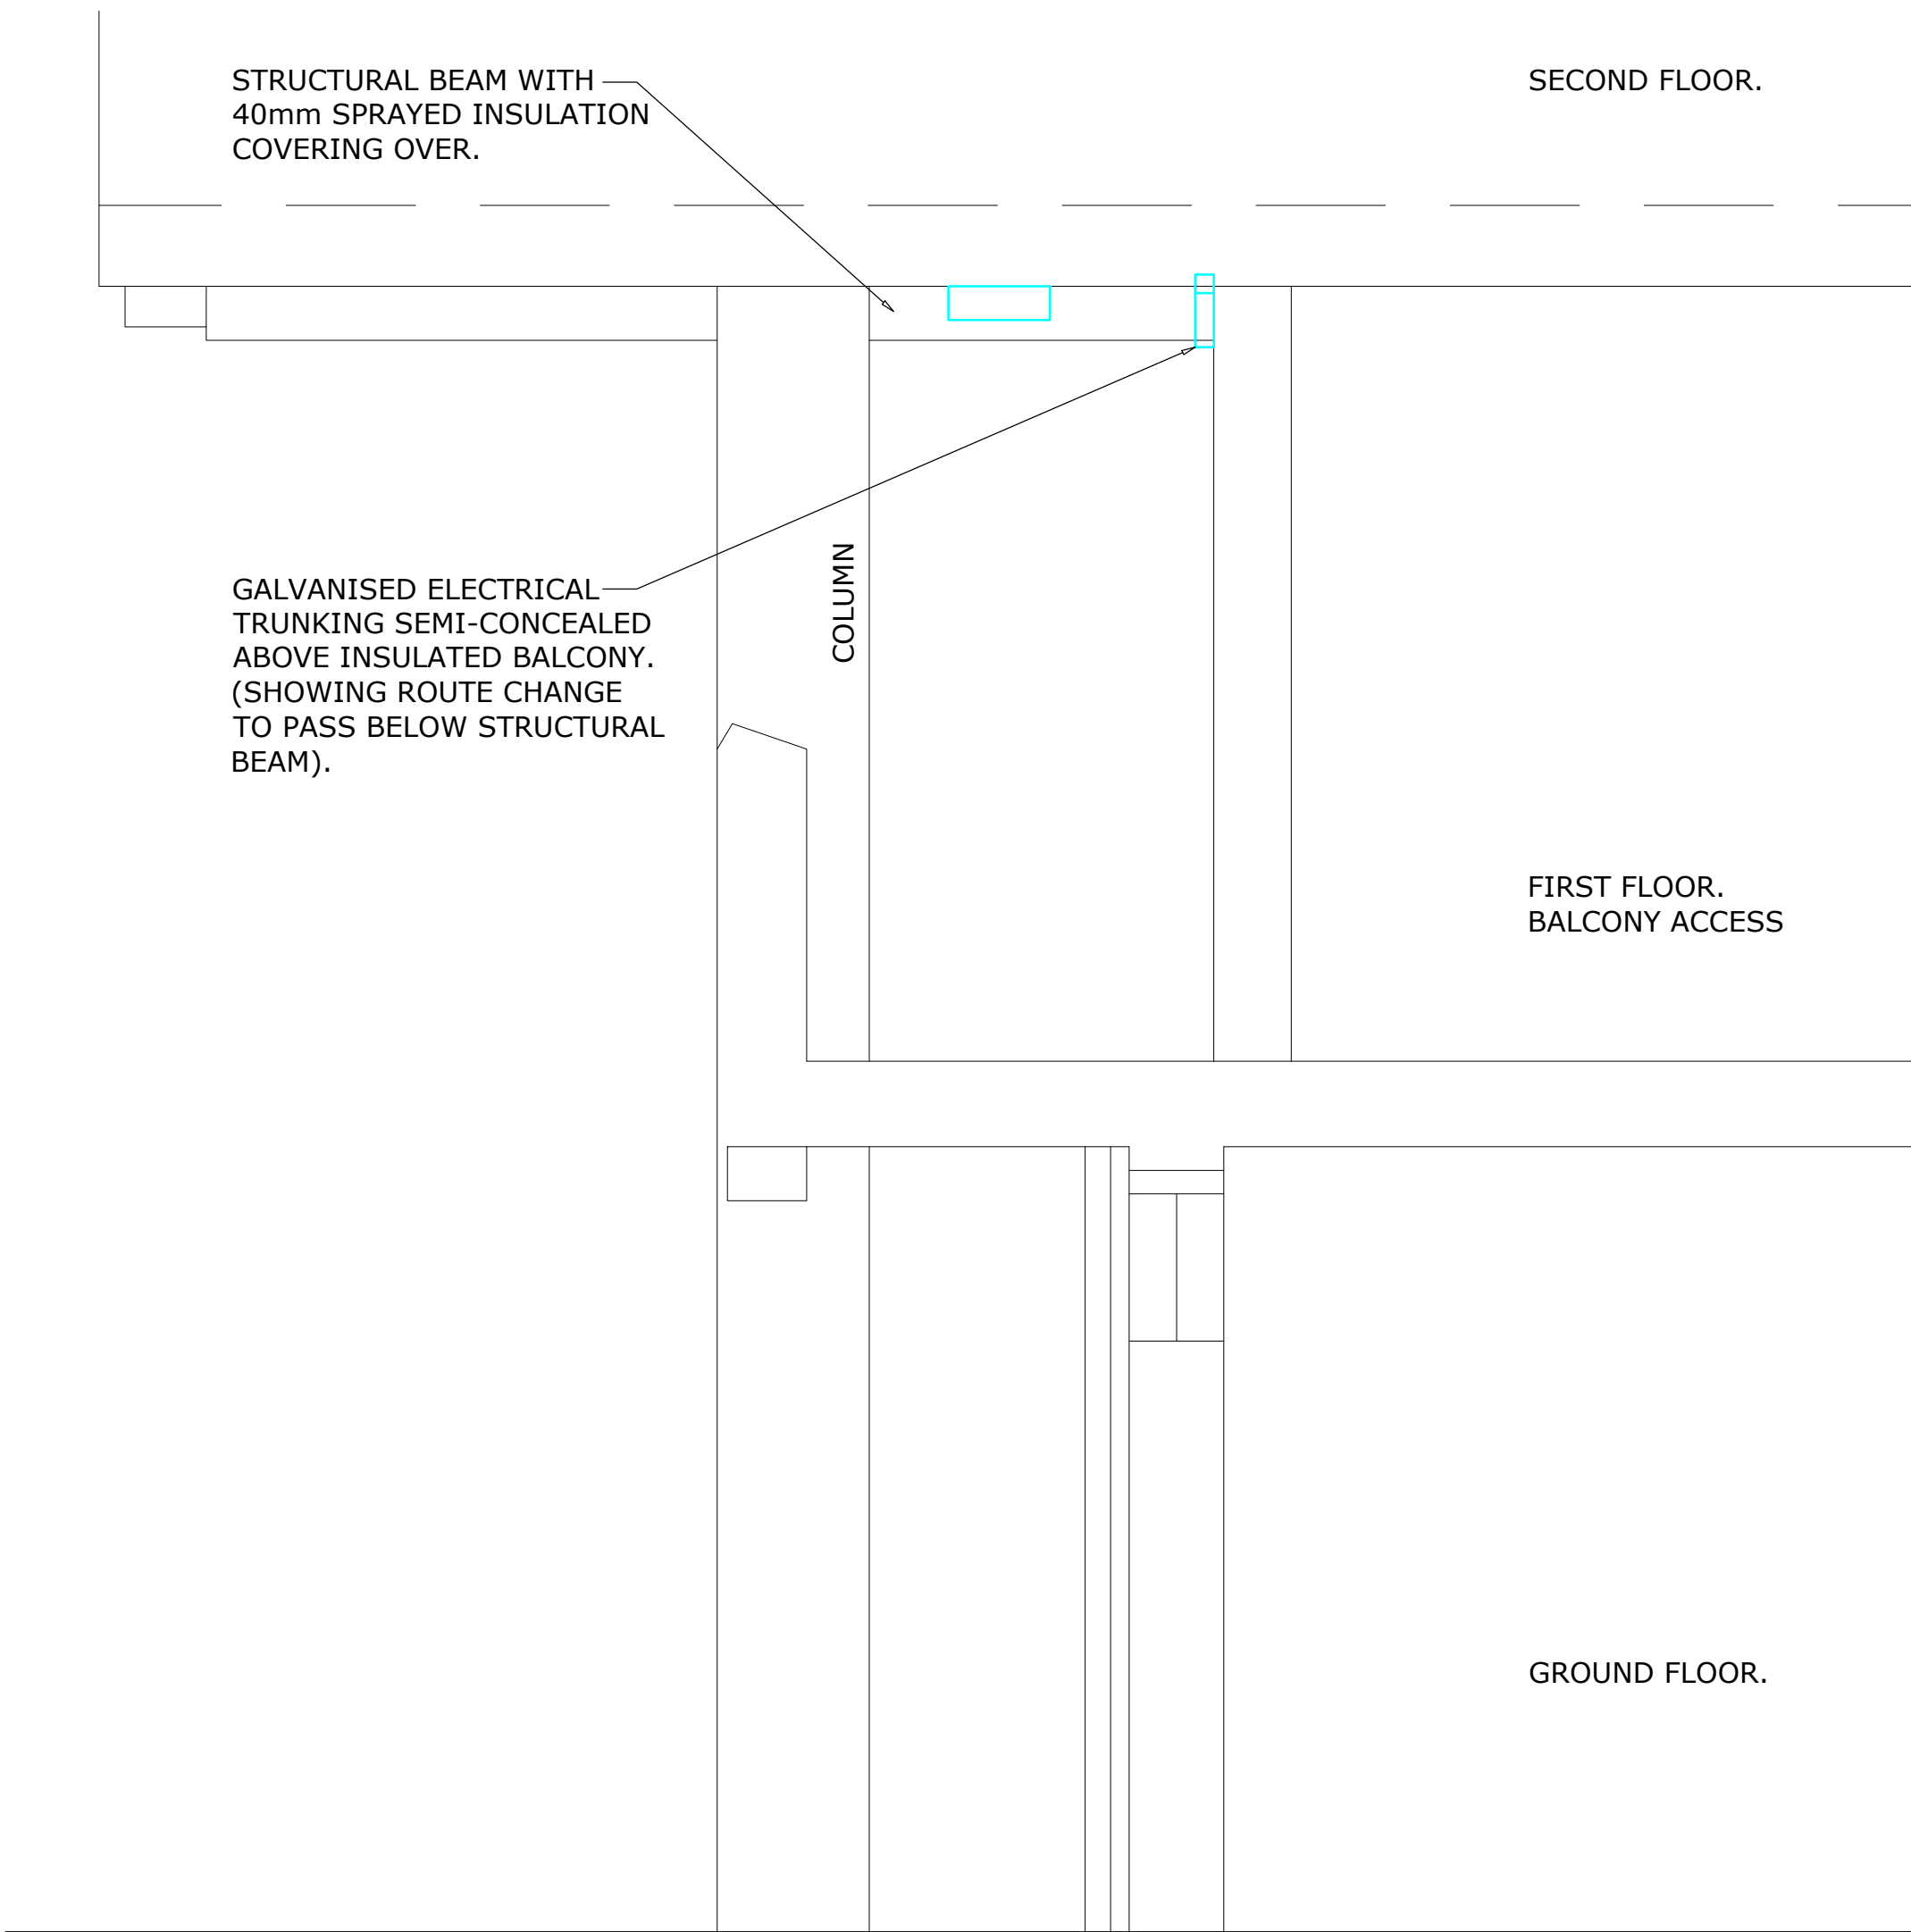 STRUCTURAL BEAM WITH
40mm SPRAYED INSULATION
COVERING OVER.
SECOND FLOOR.
GALVANISED ELECTRICAL
TRUNKING SEMI-CONCEALED
ABOVE INSULATED BALCONY.
(SHOWING ROUTE CHANGE
TO PASS BELOW STRUCTURAL
BEAM).
COLUMN
FIRST FLOOR.
BALCONY ACCESS
GROUND FLOOR.